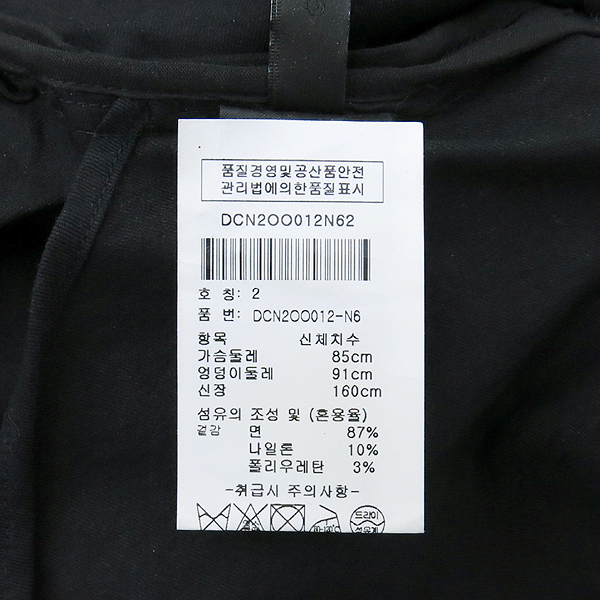 품질경영및공산품안전
관리법에의한품질표시
DCN2OO012N62
호 칭: 2
품 번: DCN2OO012-N6
항목 신체치수
가슴둘레 85cm
엉덩이둘레 91cm
신장 160cm
섬유의 조성 및 (혼용율)
겉감 면 87%
나일론 10%
폴리우레탄 3%
-취급시 주의사항-
드라이